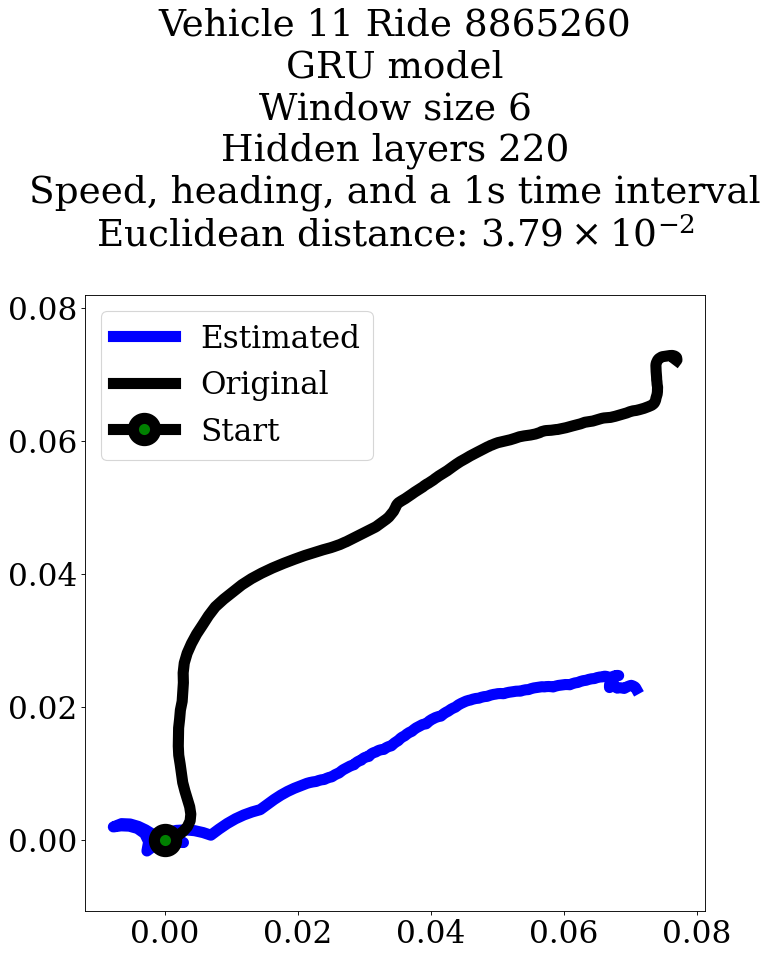 Vehicle 11 Ride 8865260
GRU model
Window size 6
Hidden layers 220
Speed, heading, and a 1s time interval
Euclidean distance: 3.79 × 10⁻²
Estimated
Original
Start
0.08
0.06
0.04
0.02
0.00
0.00 0.02 0.04 0.06 0.08